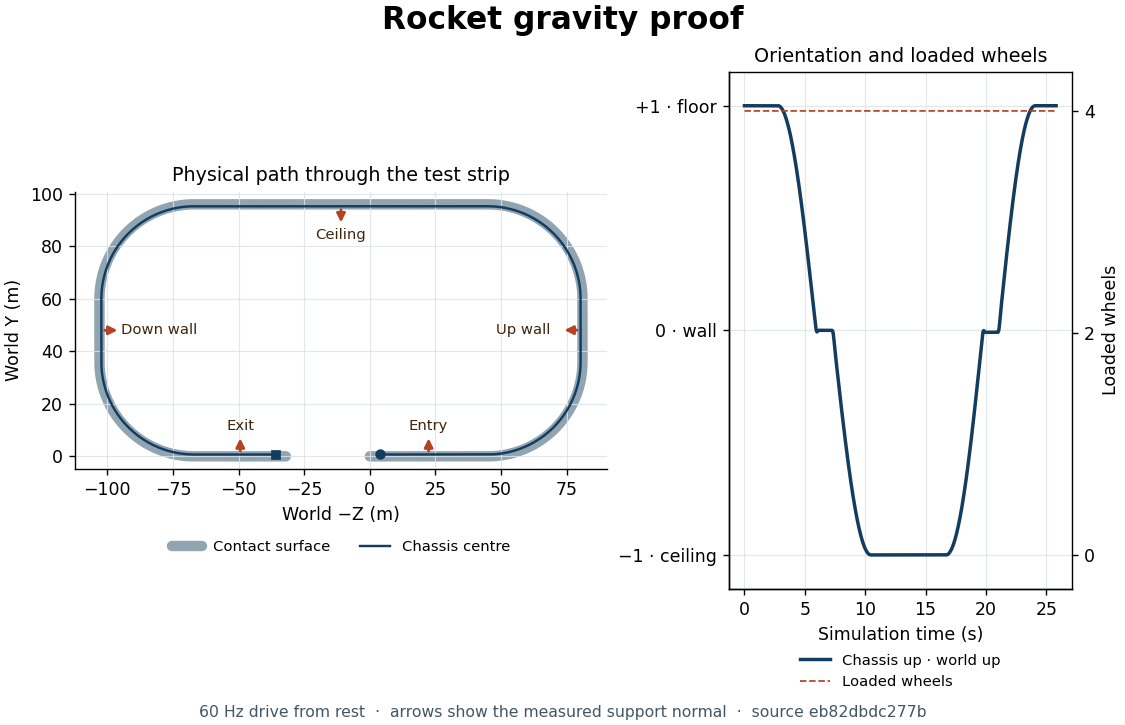 Rocket gravity proof
Physical path through the test strip
World Y (m)
100
80
60
40
20
0
Ceiling
Down wall
Up wall
Exit
Entry
−100
−75
−50
−25
0
25
50
75
World −Z (m)
Contact surface
Chassis centre
Orientation and loaded wheels
+1 · floor
0 · wall
−1 · ceiling
4
2
0
Loaded wheels
0
5
10
15
20
25
Simulation time (s)
Chassis up · world up
Loaded wheels
60 Hz drive from rest · arrows show the measured support normal · source eb82dbdc277b